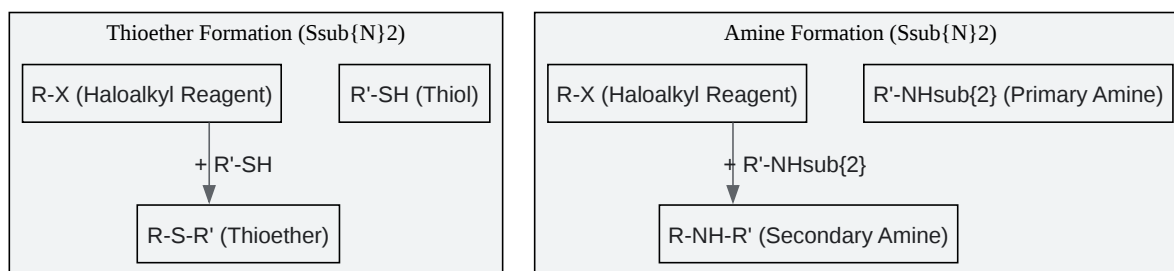 Thioether Formation (Ssub{N}2)
R-X (Haloalkyl Reagent)
R'-SH (Thiol)
+ R'-SH
R-S-R' (Thioether)
Amine Formation (Ssub{N}2)
R-X (Haloalkyl Reagent)
R'-NHsub{2} (Primary Amine)
+ R'-NHsub{2}
R-NH-R' (Secondary Amine)